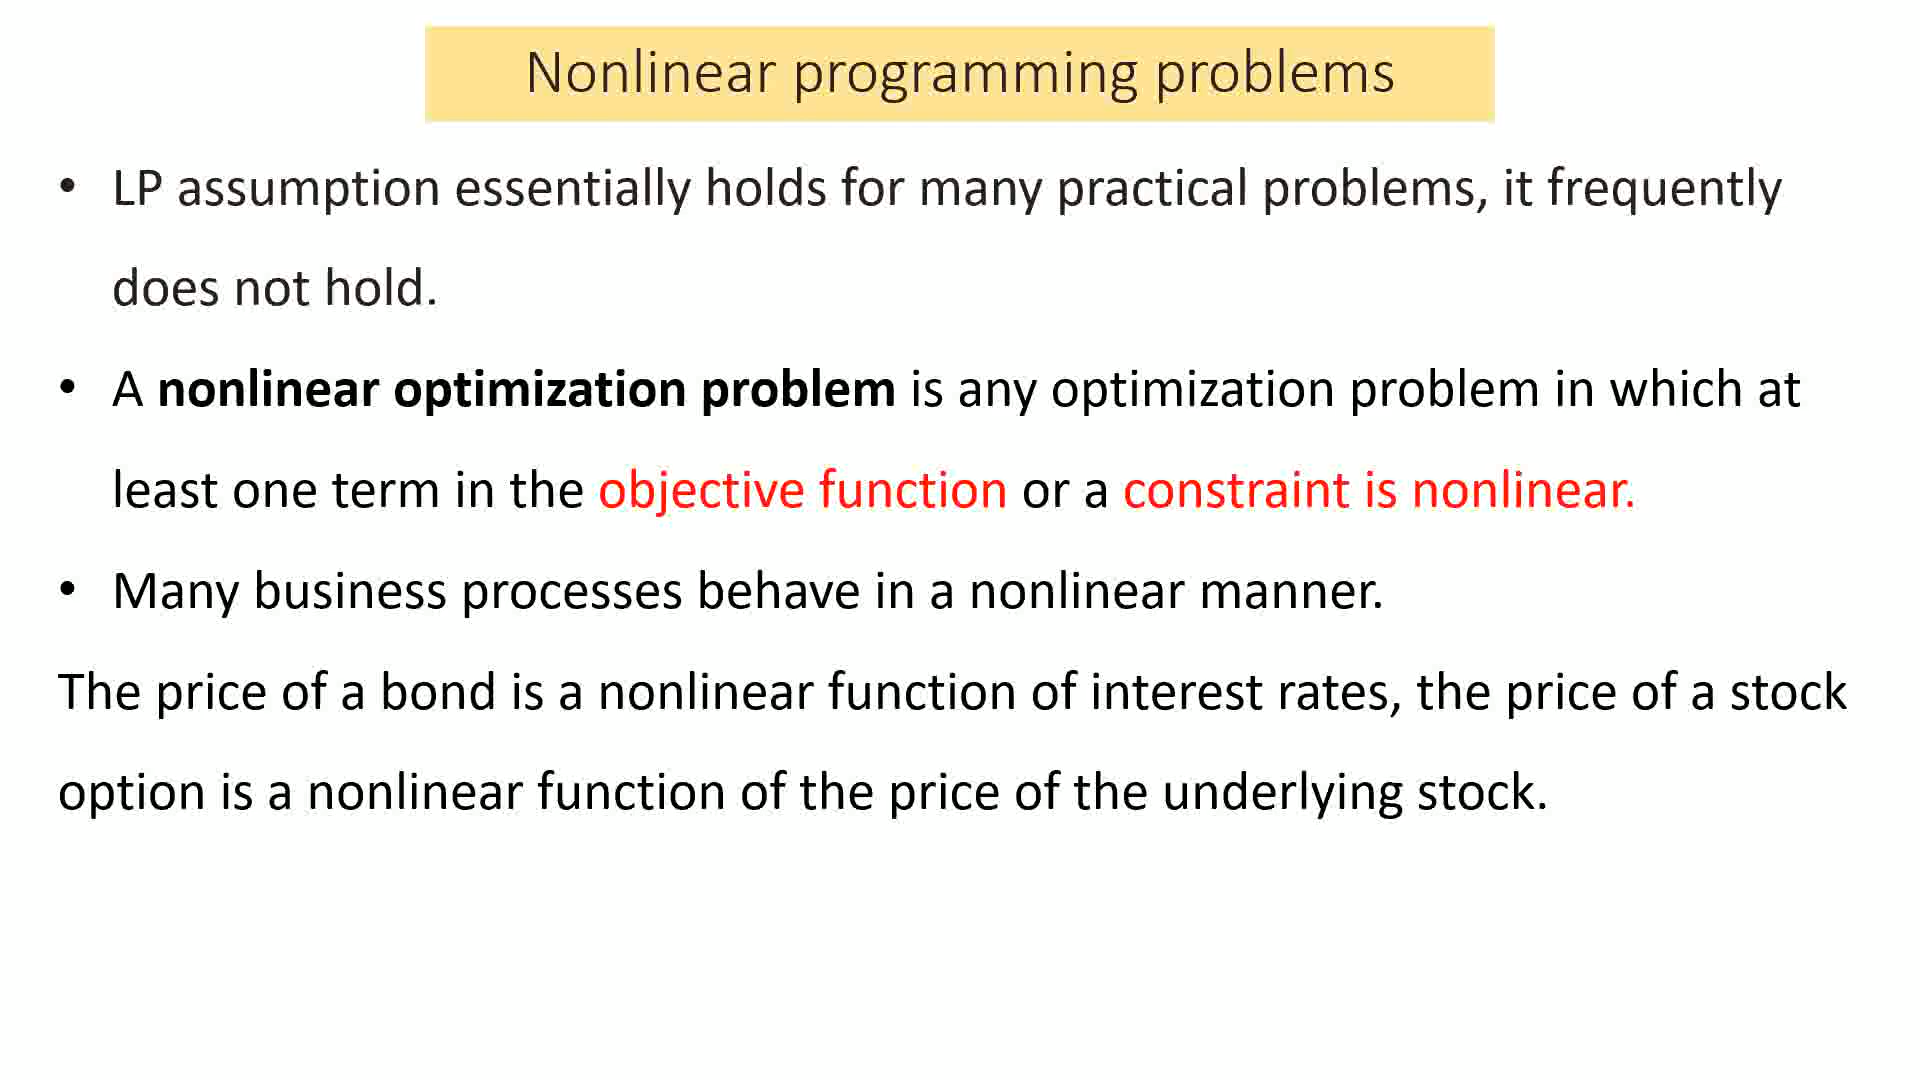 Nonlinear programming problems
• LP assumption essentially holds for many practical problems, it frequently
does not hold.
• A nonlinear optimization problem is any optimization problem in which at
least one term in the objective function or a constraint is nonlinear.
• Many business processes behave in a nonlinear manner.
The price of a bond is a nonlinear function of interest rates, the price of a stock
option is a nonlinear function of the price of the underlying stock.